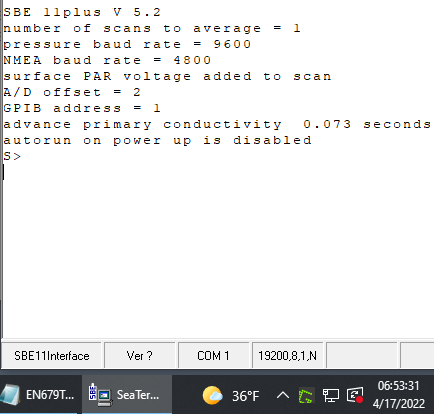 SBE 11plus V 5.2
number of scans to average = 1
pressure baud rate = 9600
NMEA baud rate = 4800
surface PAR voltage added to scan
A/D offset = 2
GPIB address = 1
advance primary conductivity  0.073 seconds
autorun on power up is disabled
S>
SBE11Interface Ver ? COM 1 19200,8,1,N
EN679T... SBE SeaTer... 36°F 06:53:31
4/17/2022